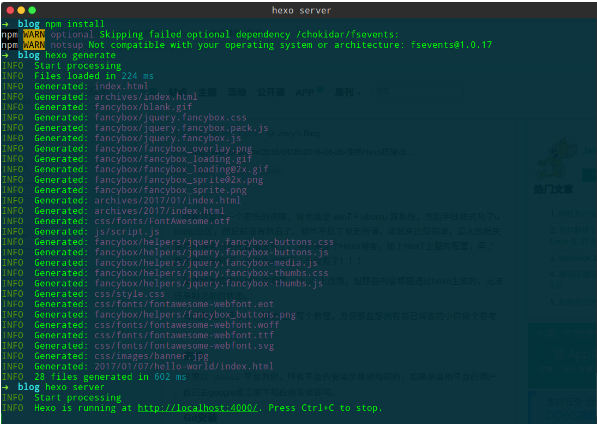 hexo server
➜ blog npm install
npm WARN optional Skipping failed optional dependency /chokidar/fsevents:
npm WARN notsup Not compatible with your operating system or architecture: fsevents@1.0.17
➜ blog hexo generate
INFO Start processing
INFO Files loaded in 224 ms
INFO Generated: index.html
INFO Generated: archives/index.html
INFO Generated: fancybox/blank.gif
INFO Generated: fancybox/jquery.fancybox.css
INFO Generated: fancybox/jquery.fancybox.pack.js
INFO Generated: fancybox/jquery.fancybox.js
INFO Generated: fancybox/fancybox_overlay.png
INFO Generated: fancybox/fancybox_loading.gif
INFO Generated: fancybox/fancybox_loading@2x.gif
INFO Generated: fancybox/fancybox_sprite@2x.png
INFO Generated: fancybox/fancybox_sprite.png
INFO Generated: archives/2017/01/index.html
INFO Generated: archives/2017/index.html
INFO Generated: css/fonts/FontAwesome.otf
INFO Generated: js/script.js
INFO Generated: fancybox/helpers/jquery.fancybox-buttons.css
INFO Generated: fancybox/helpers/jquery.fancybox-buttons.js
INFO Generated: fancybox/helpers/jquery.fancybox-media.js
INFO Generated: fancybox/helpers/jquery.fancybox-thumbs.css
INFO Generated: fancybox/helpers/jquery.fancybox-thumbs.js
INFO Generated: css/style.css
INFO Generated: css/fonts/fontawesome-webfont.eot
INFO Generated: fancybox/helpers/fancybox_buttons.png
INFO Generated: css/fonts/fontawesome-webfont.woff
INFO Generated: css/fonts/fontawesome-webfont.ttf
INFO Generated: css/fonts/fontawesome-webfont.svg
INFO Generated: css/images/banner.jpg
INFO Generated: 2017/01/07/hello-world/index.html
INFO 28 files generated in 602 ms
➜ blog hexo server
INFO Start processing
INFO Hexo is running at http://localhost:4000/. Press Ctrl+C to stop.
热门文章